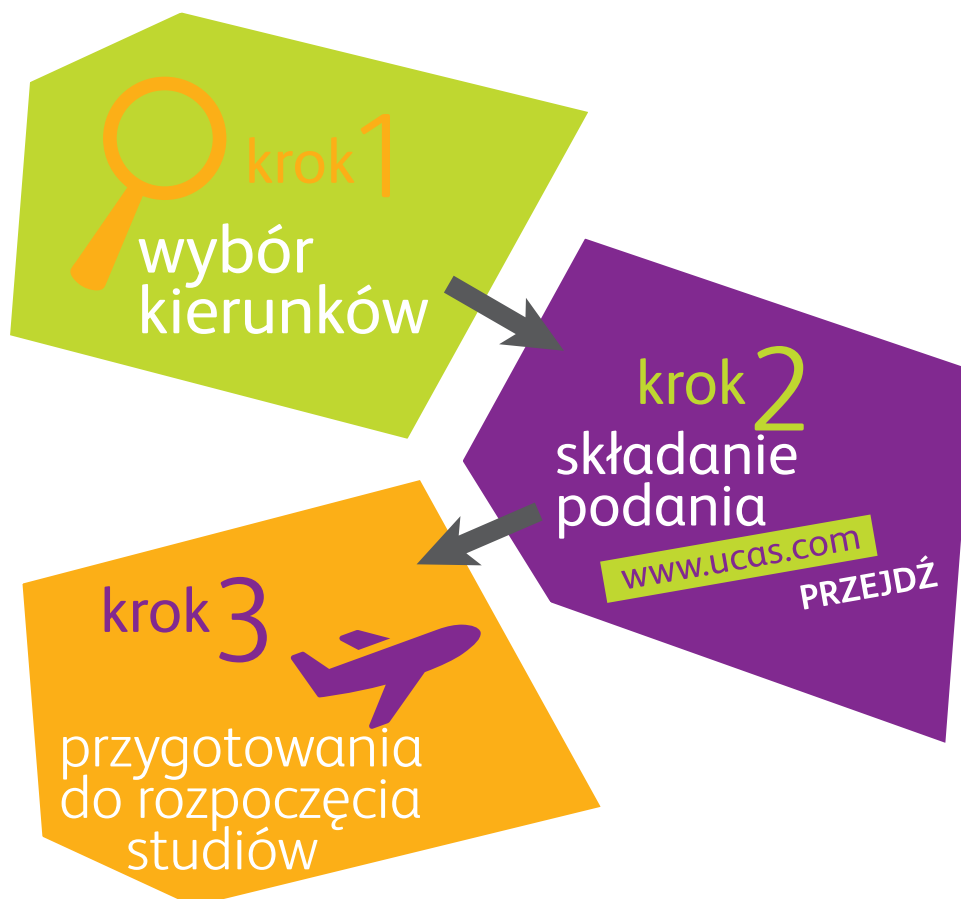 krok 1
wybór
kierunków
krok 2
składanie
podania
www.ucas.com
PRZEJDŹ
krok 3
przygotowania
do rozpoczęcia
studiów